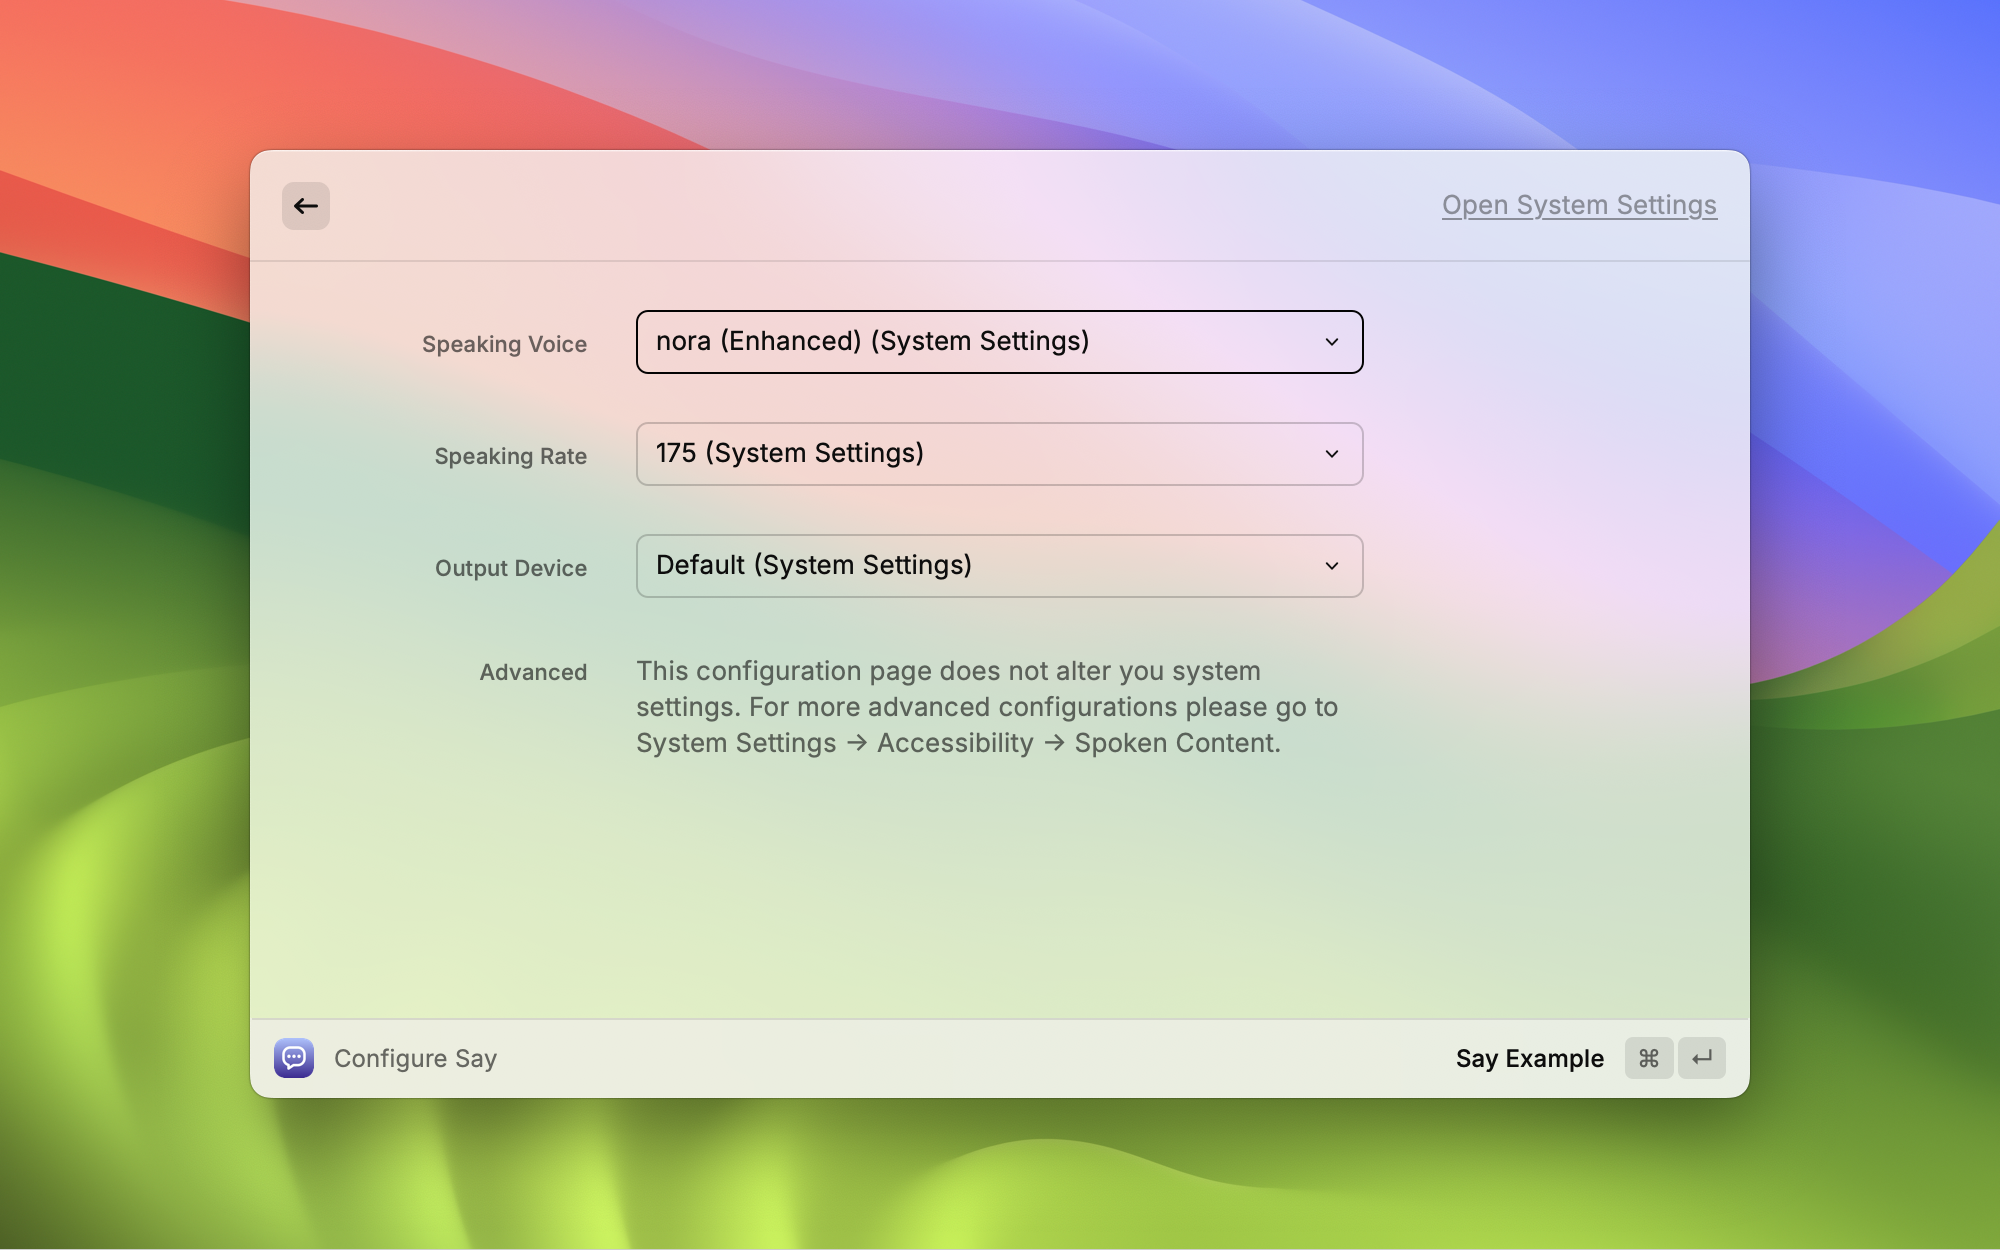 Open System Settings
Speaking Voice
nora (Enhanced) (System Settings)
Speaking Rate
175 (System Settings)
Output Device
Default (System Settings)
Advanced
This configuration page does not alter you system
settings. For more advanced configurations please go to
System Settings → Accessibility → Spoken Content.
Configure Say
Say Example ⌘ ↵